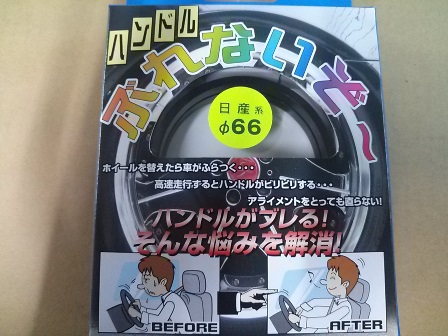 ハンドル
ぶれないぞ～
日産系
φ66
ホイールを替えたら車がふらつく・・・
高速走行するとハンドルがビリビリする・・・
アライメントをとっても直らない!
ハンドルがブレる!
そんな悩みを解消!
BEFORE
AFTER